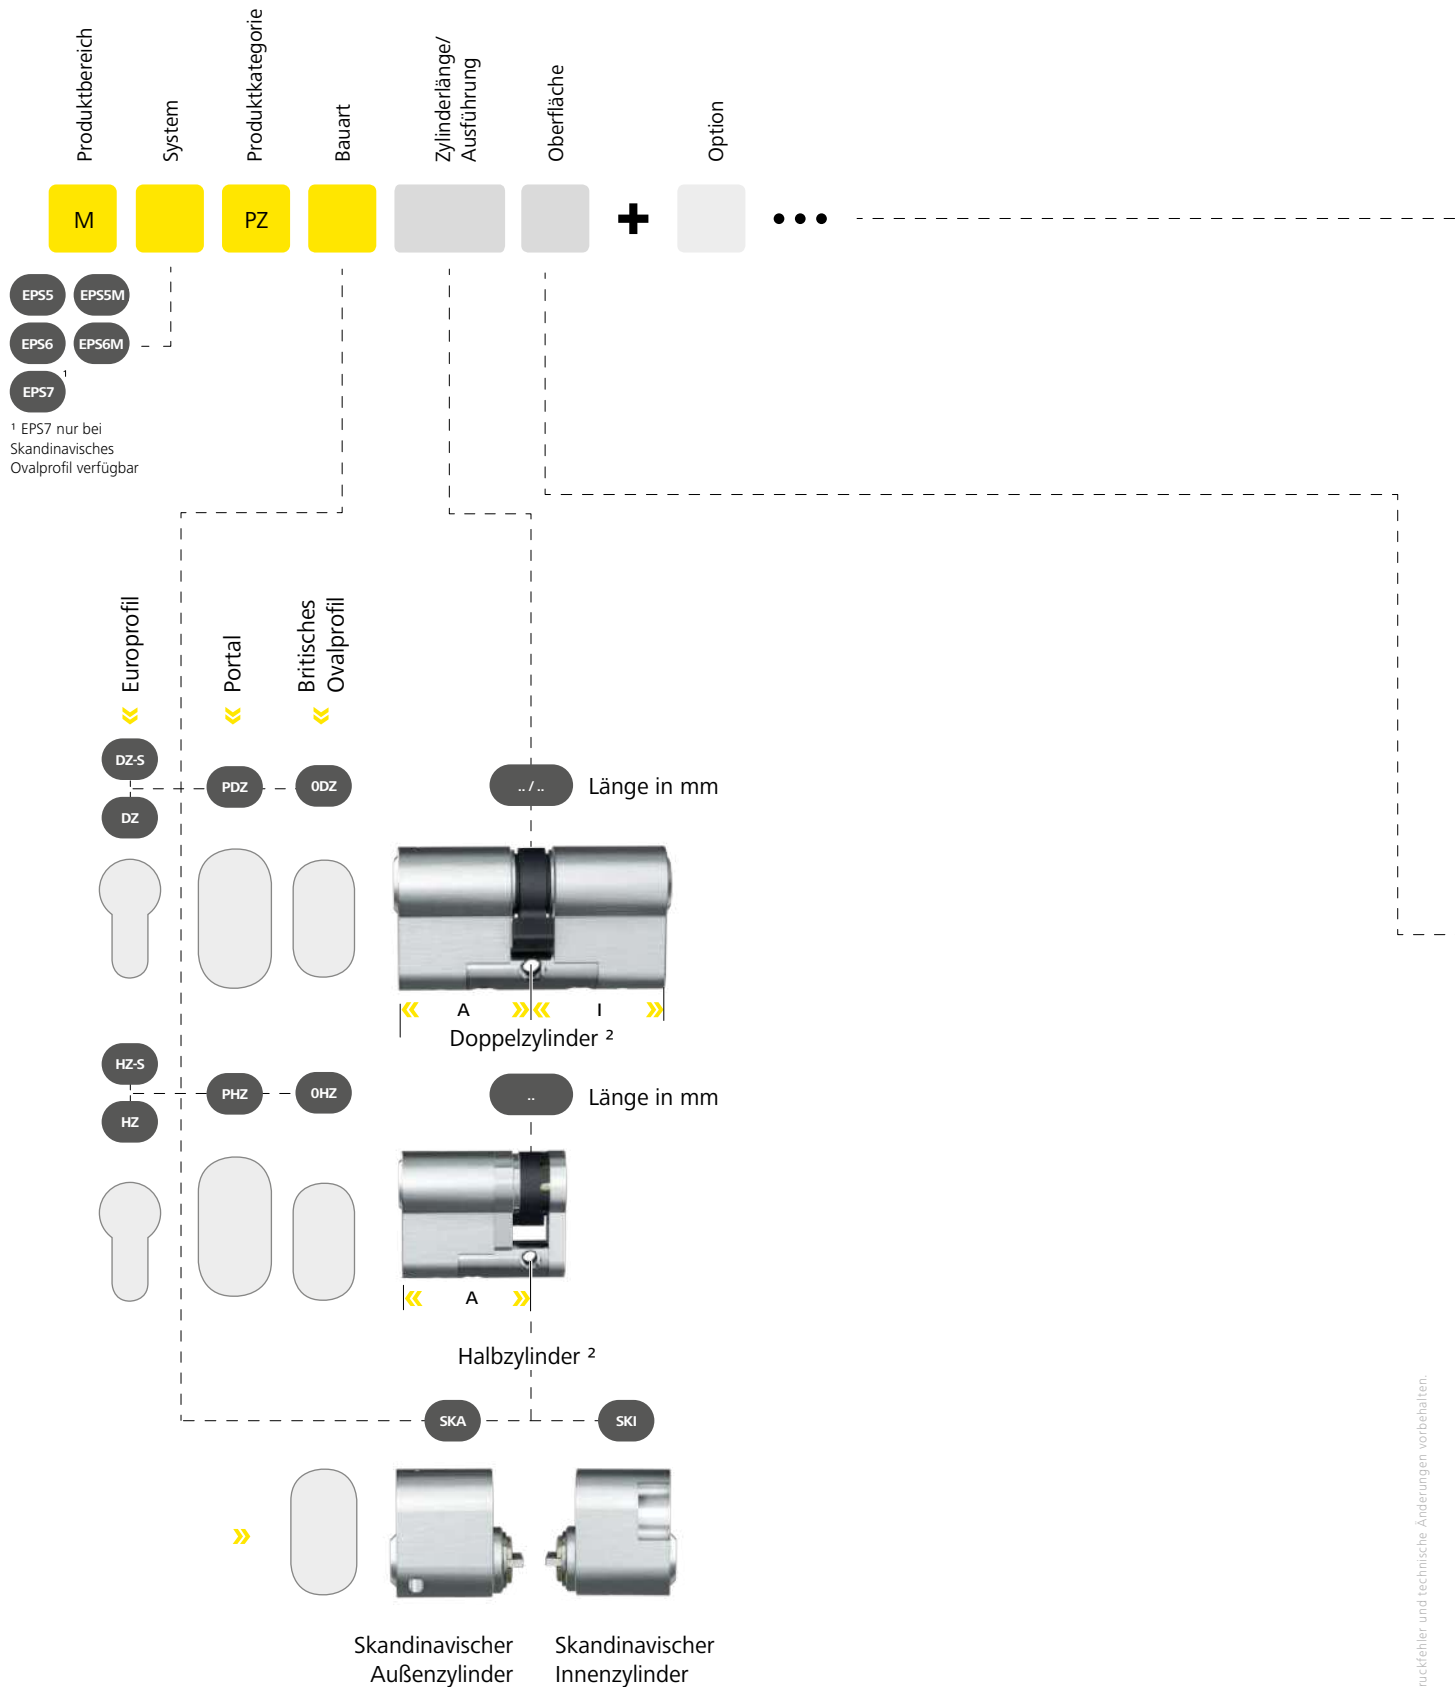 Produktbereich
System
Produktkategorie
Bauart
Zylinderlänge/
Ausführung
Oberfläche
Option
M
PZ
EPS5
EPS5M
EPS6
EPS6M
EPS7 ¹
¹ EPS7 nur bei
Skandinavisches
Ovalprofil verfügbar
Europrofil
Portal
Britisches
Ovalprofil
DZ-S
DZ
PDZ
0DZ
.. / ..
Länge in mm
A
I
Doppelzylinder ²
HZ-S
HZ
PHZ
0HZ
..
Länge in mm
A
Halbzylinder ²
SKA
SKI
Skandinavischer
Außenzylinder
Skandinavischer
Innenzylinder
ruckfehler und technische Änderungen vorbehalten.